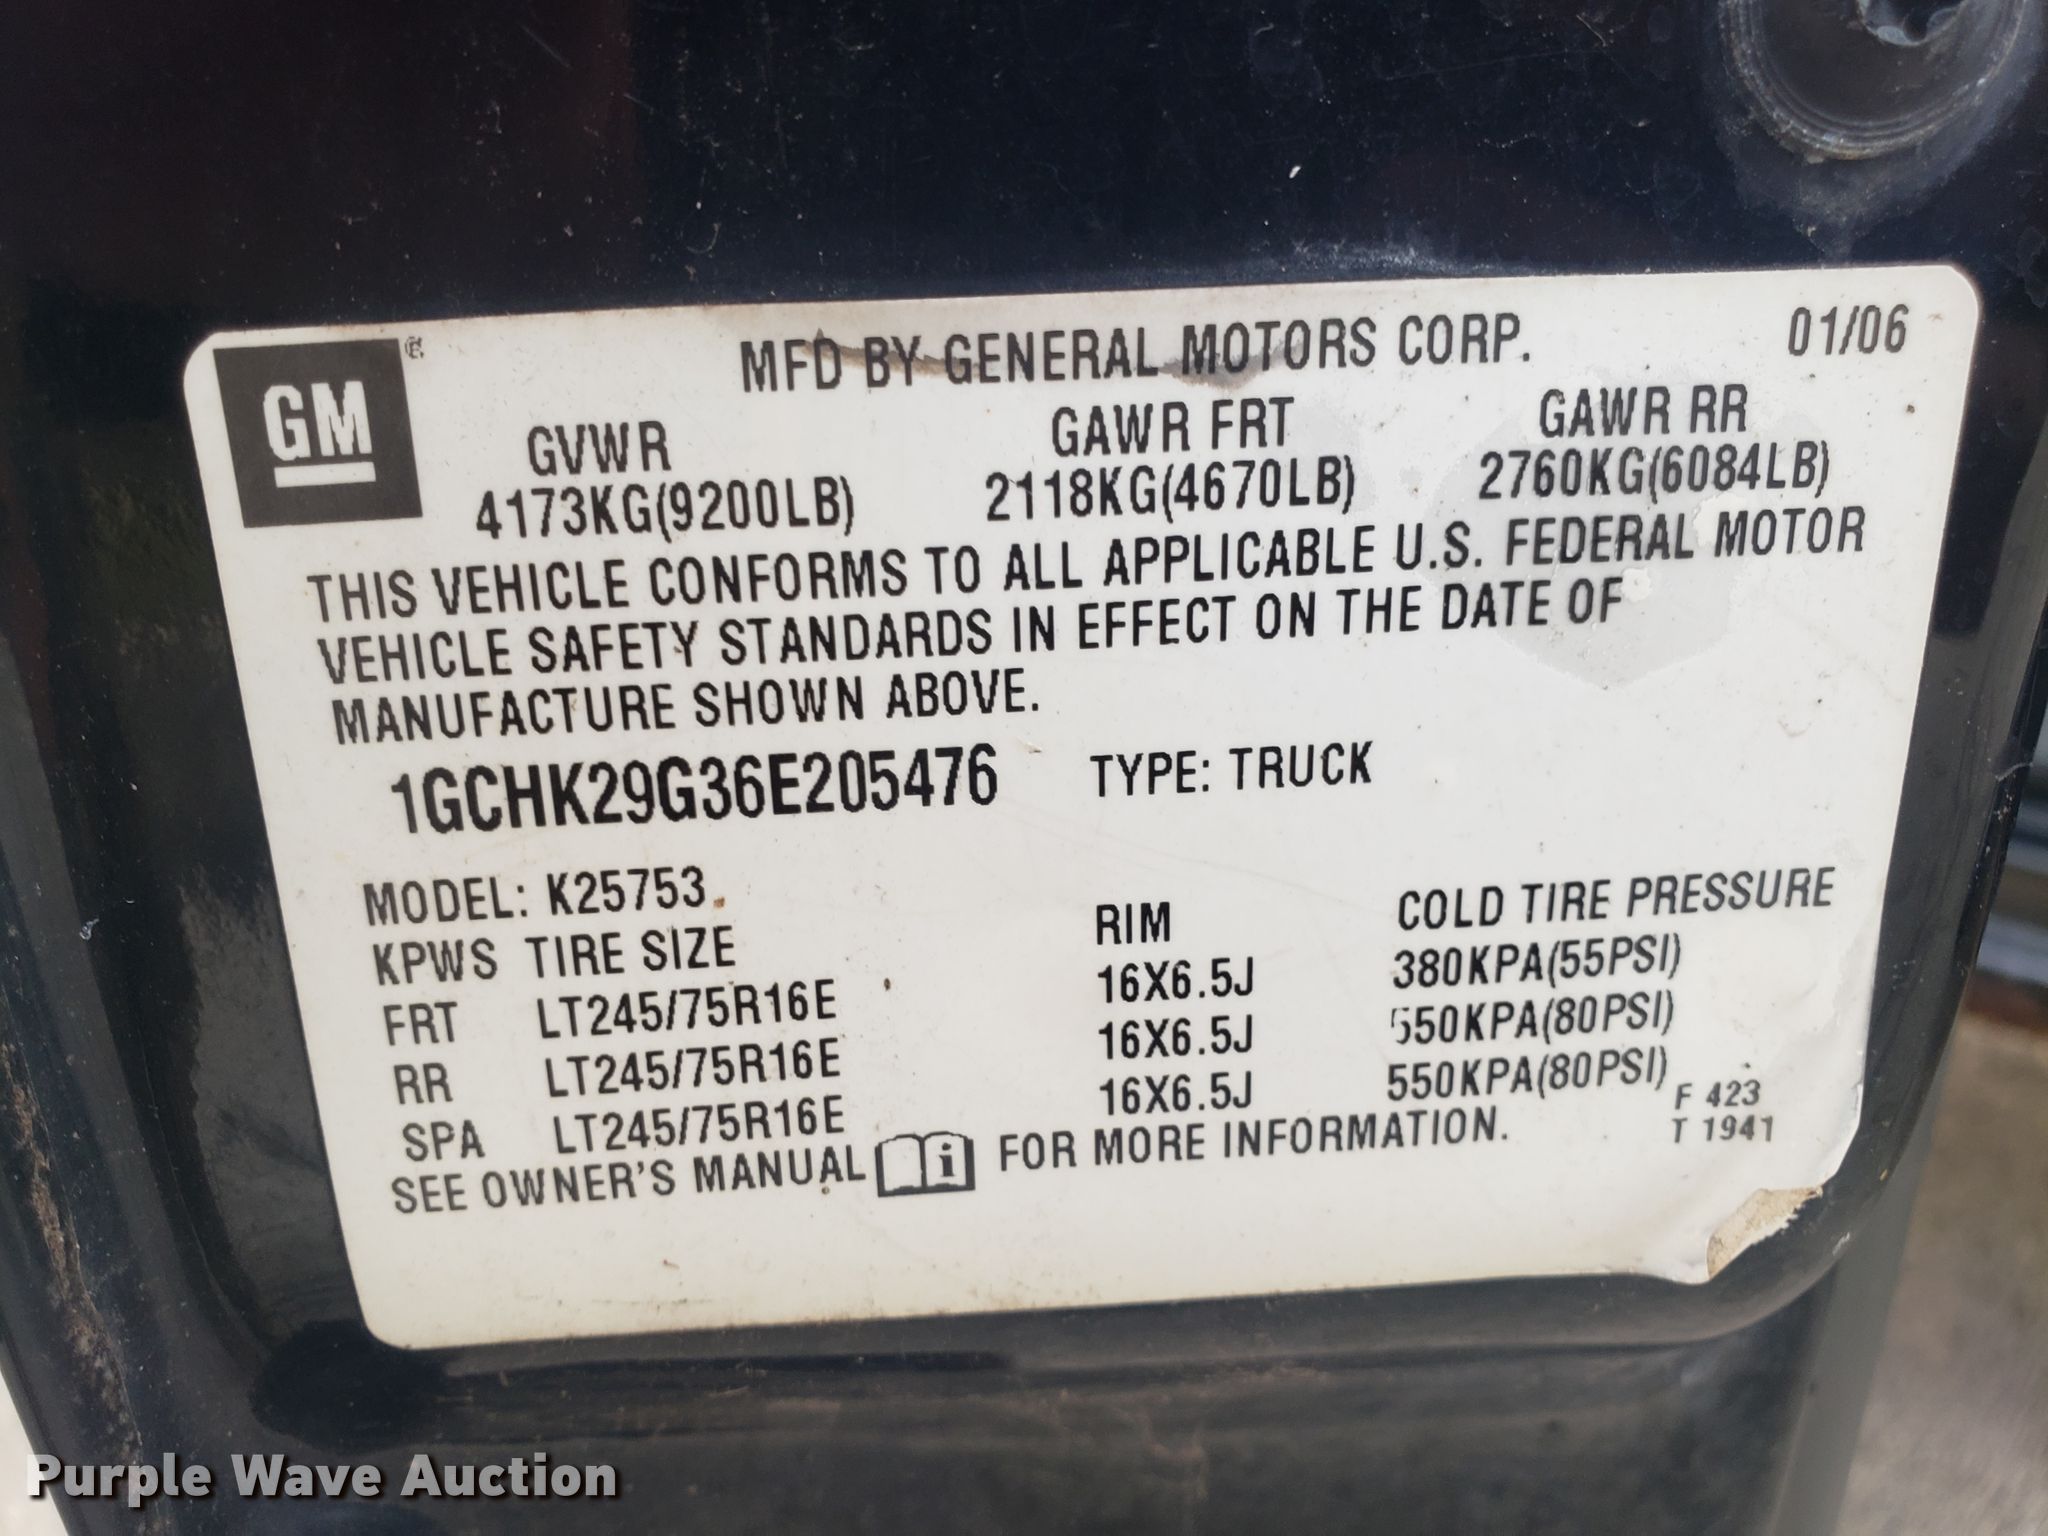 GM
MFD BY GENERAL MOTORS CORP. 01/06
GVWR GAWR FRT GAWR RR
4173KG(9200LB) 2118KG(4670LB) 2760KG(6084LB)
THIS VEHICLE CONFORMS TO ALL APPLICABLE U.S. FEDERAL MOTOR
VEHICLE SAFETY STANDARDS IN EFFECT ON THE DATE OF
MANUFACTURE SHOWN ABOVE.
1GCHK29G36E205476 TYPE: TRUCK
MODEL: K25753
KPWS TIRE SIZE RIM COLD TIRE PRESSURE
FRT LT245/75R16E 16X6.5J 380KPA(55PSI)
RR LT245/75R16E 16X6.5J 550KPA(80PSI)
SPA LT245/75R16E 16X6.5J 550KPA(80PSI)
SEE OWNER'S MANUAL i FOR MORE INFORMATION.
F 423
T 1941
Purple Wave Auction